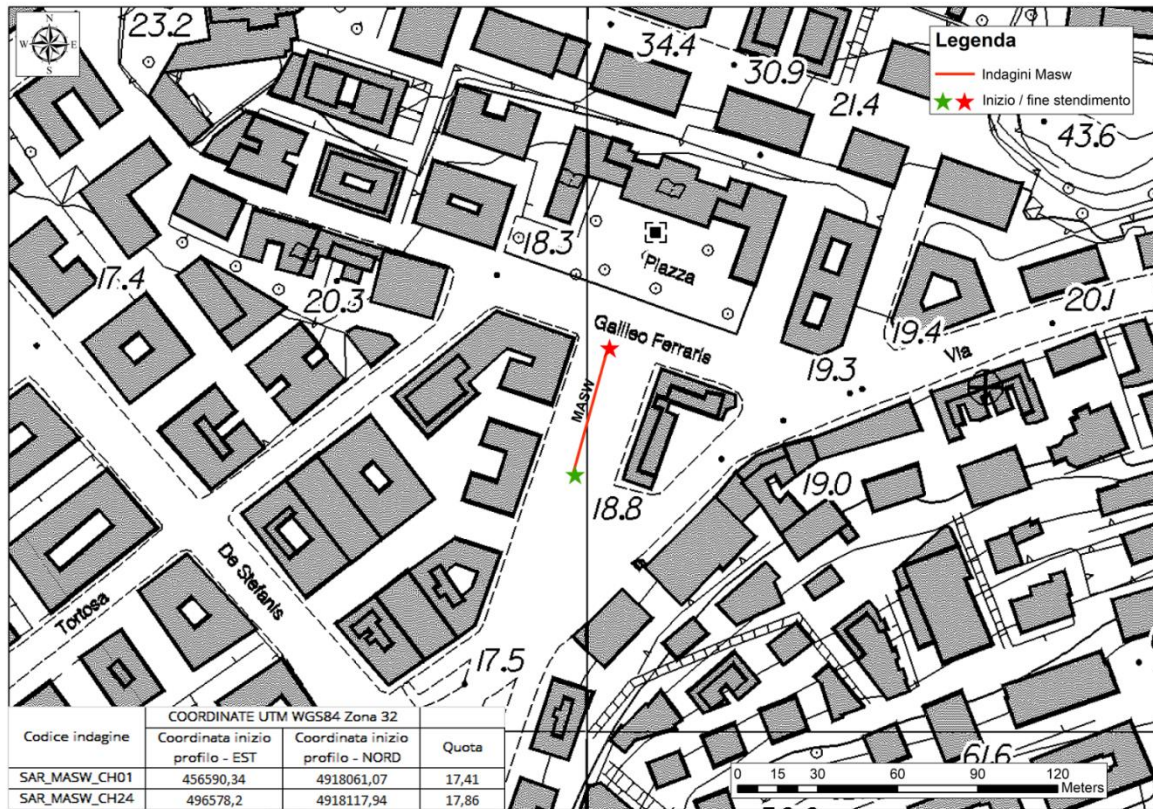 N
W E
S
23.2
34.4
30.9
21.4
43.6
Legenda
Indagini Masw
Inizio / fine stendimento
18.3
Piazza
17.4
20.3
20.1
Galileo Ferraris
19.4
Via
19.3
MASW
18.8
19.0
De Stefanis
Tortosa
17.5
61.6
COORDINATE UTM WGS84 Zona 32
Codice indagine Coordinata inizio profilo - EST Coordinata inizio profilo - NORD Quota
SAR_MASW_CH01 456590,34 4918061,07 17,41
SAR_MASW_CH24 496578,2 4918117,94 17,86
0 15 30 60 90 120
Meters